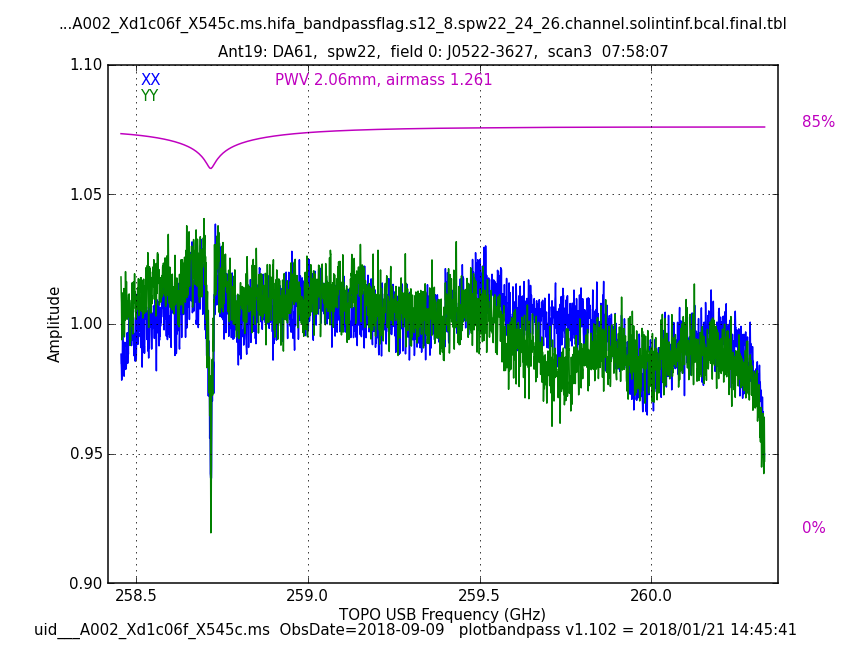 ...A002_Xd1c06f_X545c.ms.hifa_bandpassflag.s12_8.spw22_24_26.channel.solintinf.bcal.final.tbl
Ant19: DA61,  spw22,  field 0: J0522-3627,  scan3  07:58:07
1.10
XX
PWV 2.06mm, airmass 1.261
YY
85%
1.05
1.00
Amplitude
0.95
0%
0.90
258.5
259.0
259.5
260.0
TOPO USB Frequency (GHz)
uid___A002_Xd1c06f_X545c.ms  ObsDate=2018-09-09   plotbandpass v1.102 = 2018/01/21 14:45:41